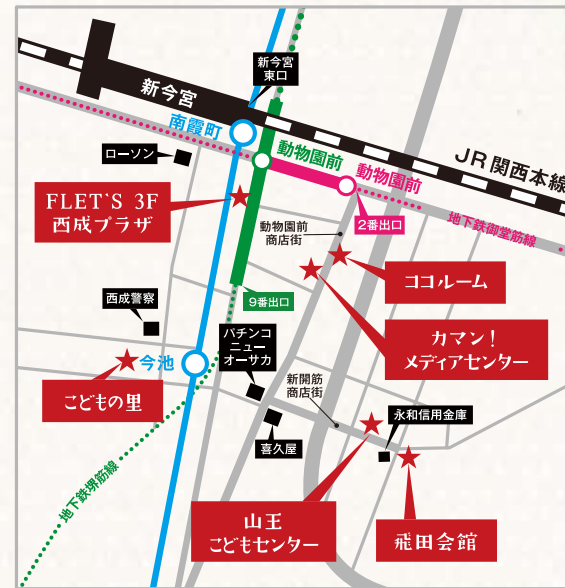 新今宮
東口
新今宮
南霞町
ローソン
動物園前
動物園前
JR関西本線
FLET'S 3F
西成プラザ
2番出口
地下鉄御堂筋線
動物園前
商店街
ココルーム
西成警察
9番出口
カマン!
メディアセンター
パチンコ
ニュー
オーサカ
今池
こどもの里
新開筋
商店街
永和信用金庫
喜久屋
地下鉄堺筋線
山王
こどもセンター
飛田会館